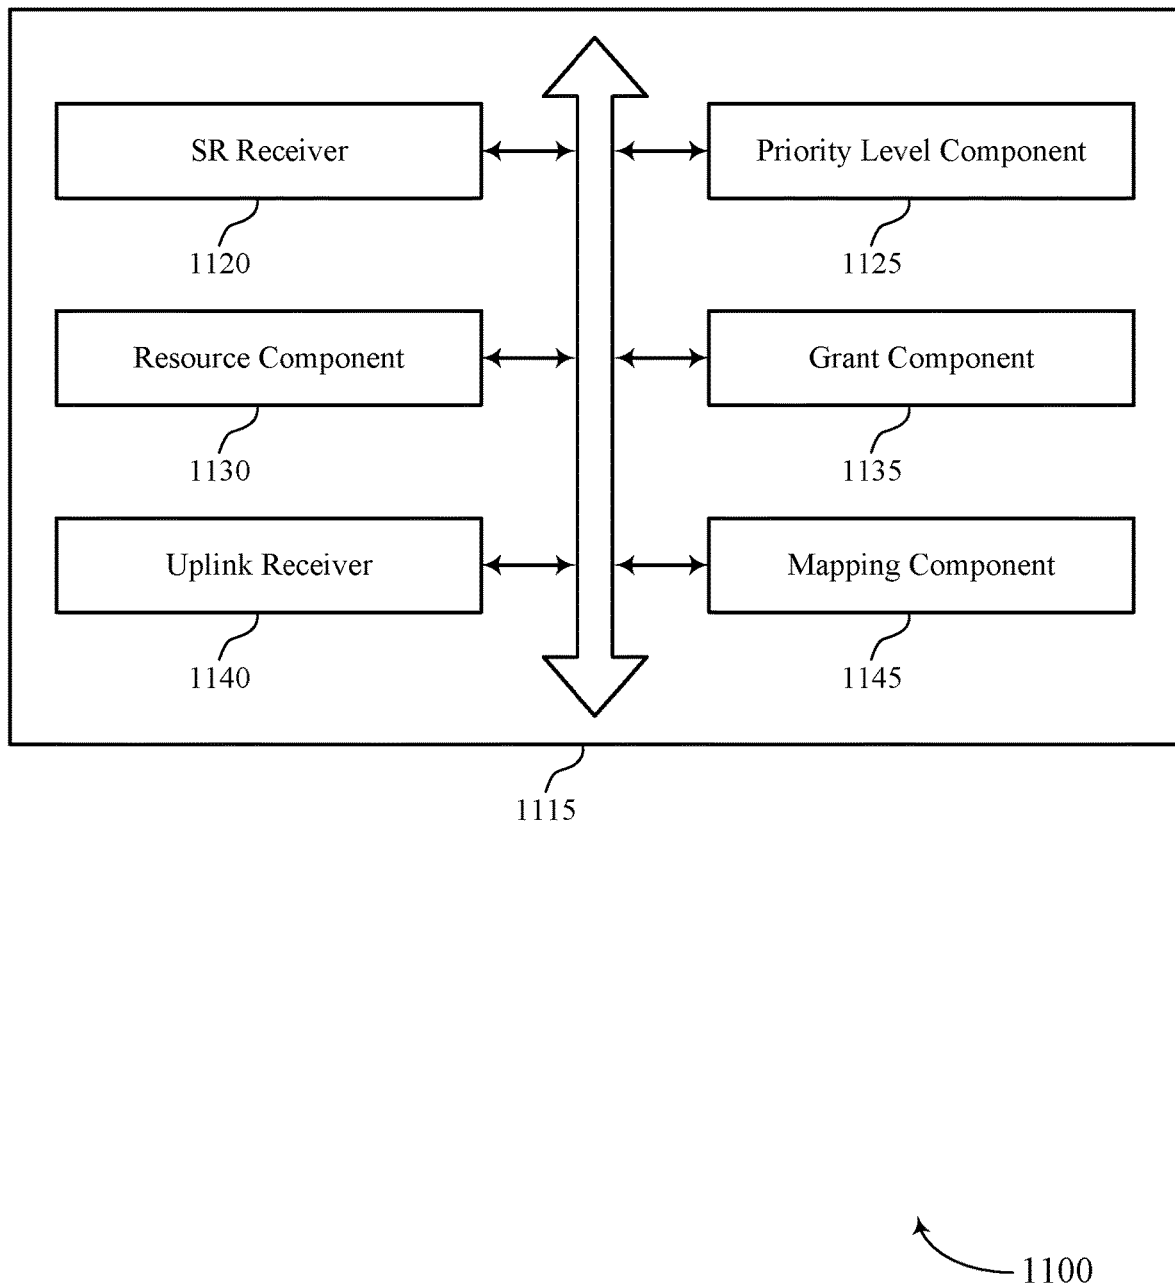 SR Receiver
Priority Level Component
1120
1125
Resource Component
Grant Component
1130
1135
Uplink Receiver
Mapping Component
1140
1145
1115
1100